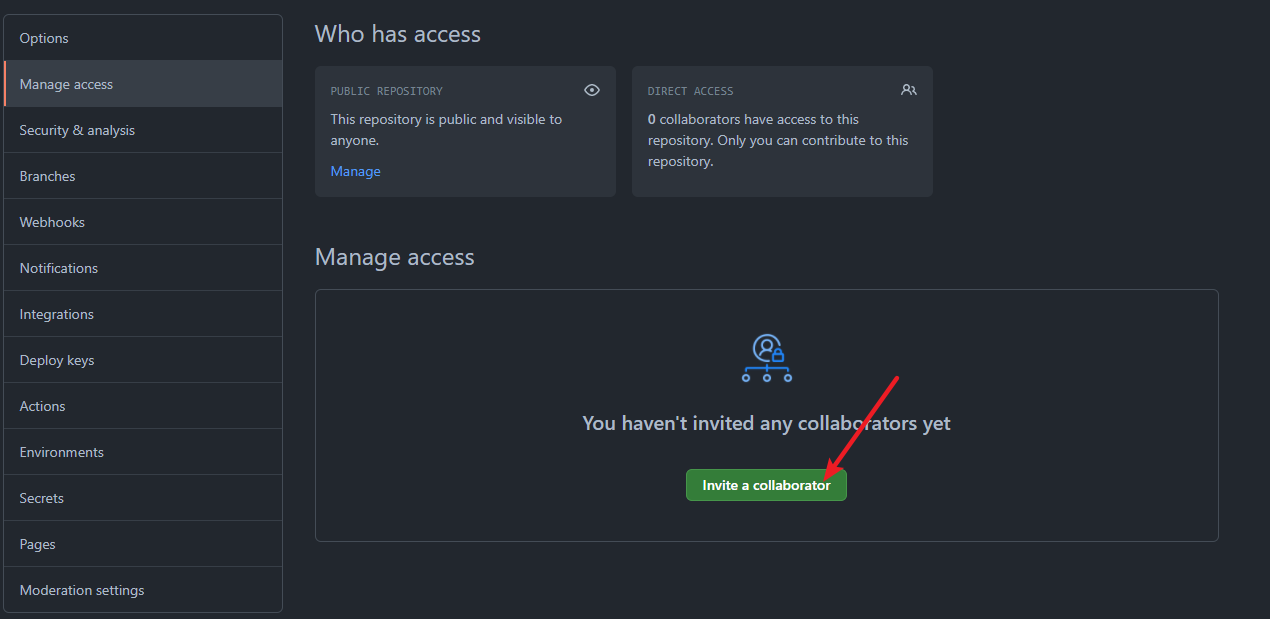 Options
Manage access
Security & analysis
Branches
Webhooks
Notifications
Integrations
Deploy keys
Actions
Environments
Secrets
Pages
Moderation settings
Who has access
PUBLIC REPOSITORY
This repository is public and visible to
anyone.
Manage
DIRECT ACCESS
0 collaborators have access to this
repository. Only you can contribute to this
repository.
Manage access
You haven't invited any collaborators yet
Invite a collaborator